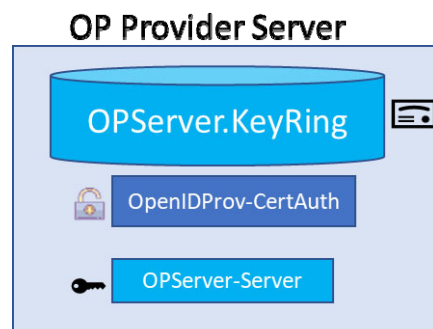 OP Provider Server
OPServer.KeyRing
OpenIDProv-CertAuth
OPServer-Server